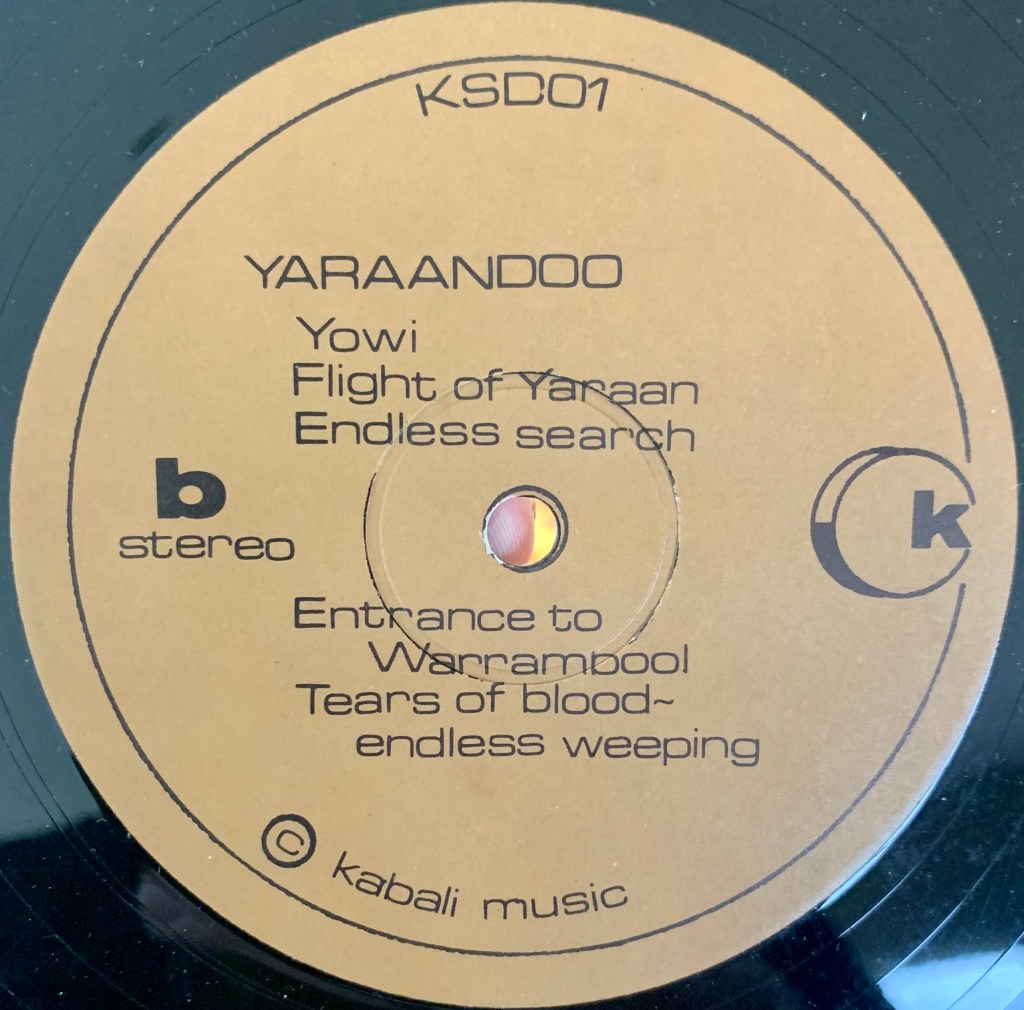 KSD01
YARAANDOO
Yowi
Flight of Yaraan
Endless search
b
stereo
k
Entrance to
Warrambool
Tears of blood~
endless weeping
© kabali music